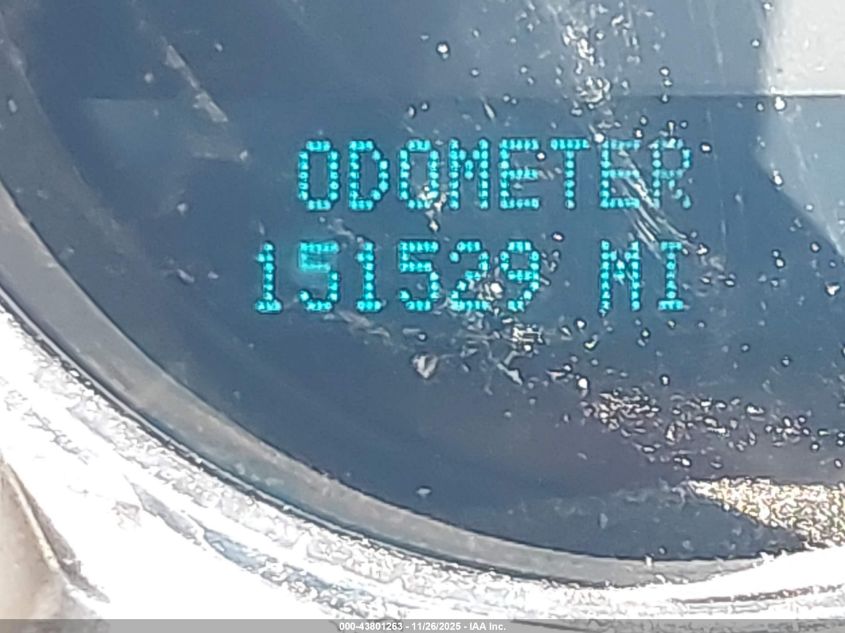 ODOMETER
151529 MI
000-43801263 - 11/26/2025 - IAA Inc.